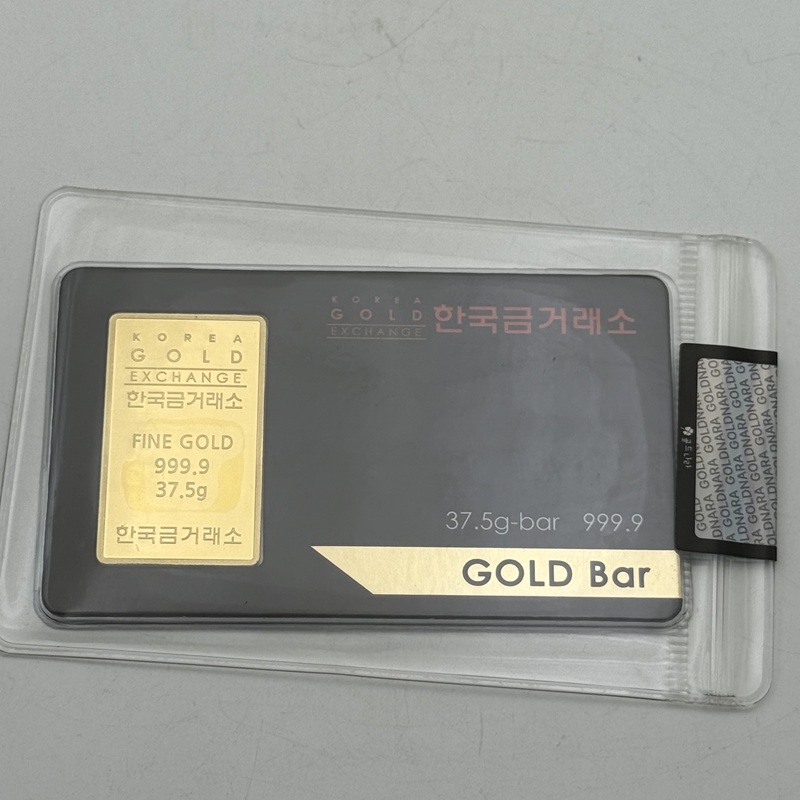 KOREA
GOLD
EXCHANGE
한국금거래소
FINE GOLD
999.9
37.5g
한국금거래소
KOREA
GOLD
EXCHANGE
한국금거래소
37.5g-bar 999.9
GOLD Bar
GOLDNARA GOLDNARA GOLDNARA